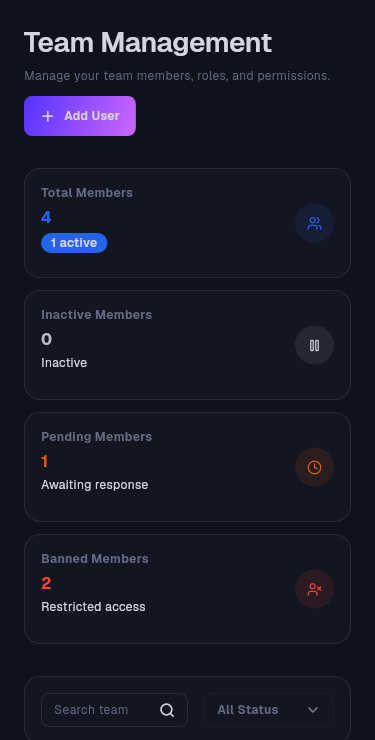 Team Management
Manage your team members, roles, and permissions.
Add User
Total Members
4
1 active
Inactive Members
0
Inactive
Pending Members
1
Awaiting response
Banned Members
2
Restricted access
Search team
All Status